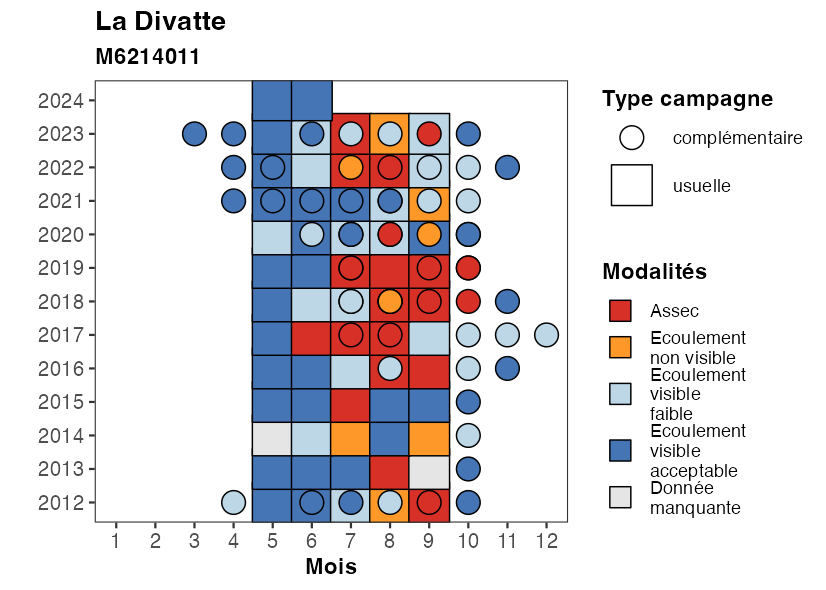 La Divatte
M6214011
2024
2023
2022
2021
2020
2019
2018
2017
2016
2015
2014
2013
2012
1 2 3 4 5 6 7 8 9 10 11 12
Mois
Type campagne
complémentaire
usuelle
Modalités
Assec
Ecoulement
non visible
Ecoulement
visible
faible
Ecoulement
visible
acceptable
Donnée
manquante